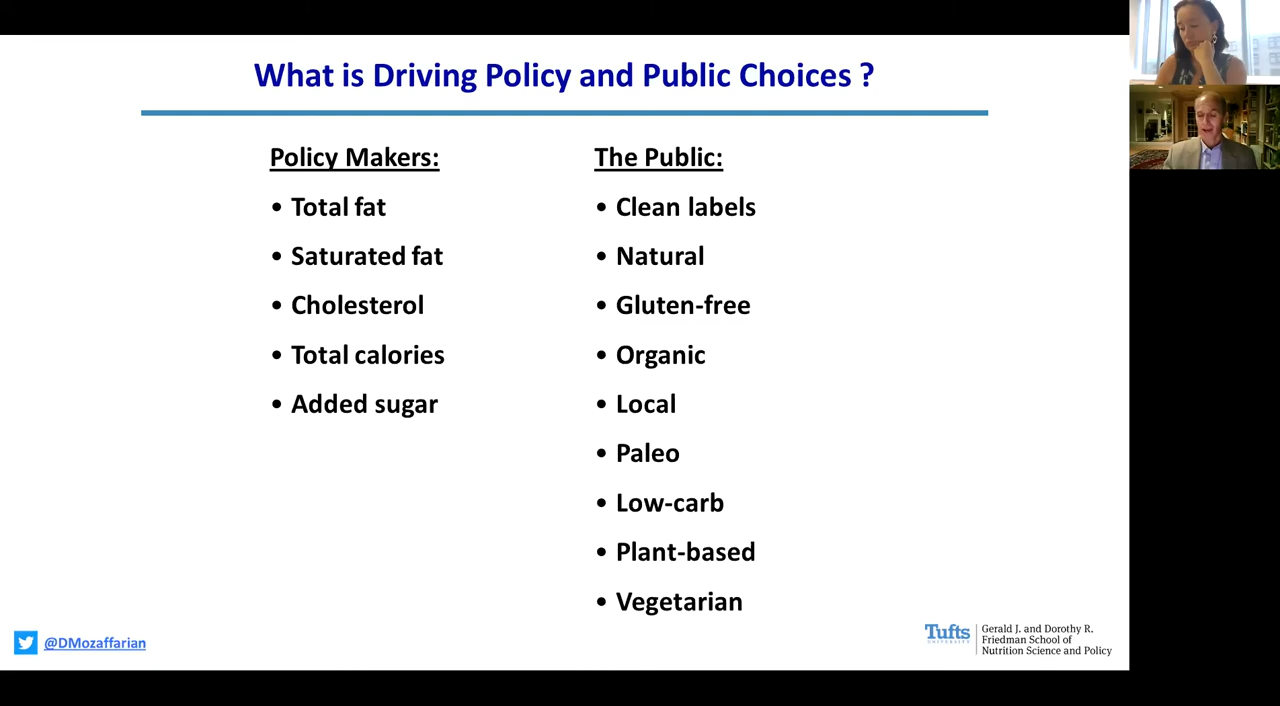 What is Driving Policy and Public Choices ?
Policy Makers:
• Total fat
• Saturated fat
• Cholesterol
• Total calories
• Added sugar
The Public:
• Clean labels
• Natural
• Gluten-free
• Organic
• Local
• Paleo
• Low-carb
• Plant-based
• Vegetarian
@DMozaffarian
Tufts
UNIVERSITY
Gerald J. and Dorothy R.
Friedman School of
Nutrition Science and Policy